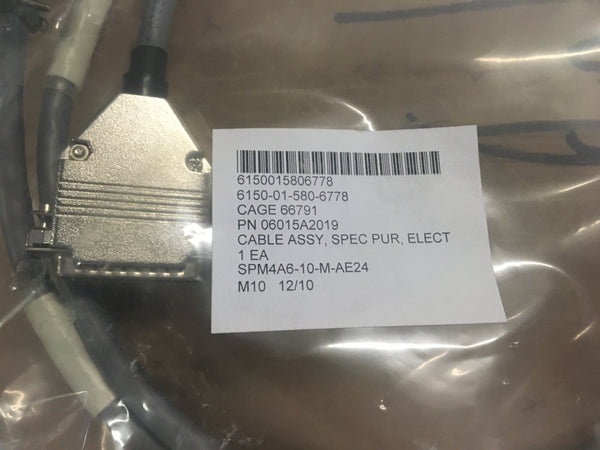 6150015806778
6150-01-580-6778
CAGE 66791
PN 06015A2019
CABLE ASSY, SPEC PUR, ELECT
1 EA
SPM4A6-10-M-AE24
M10 12/10